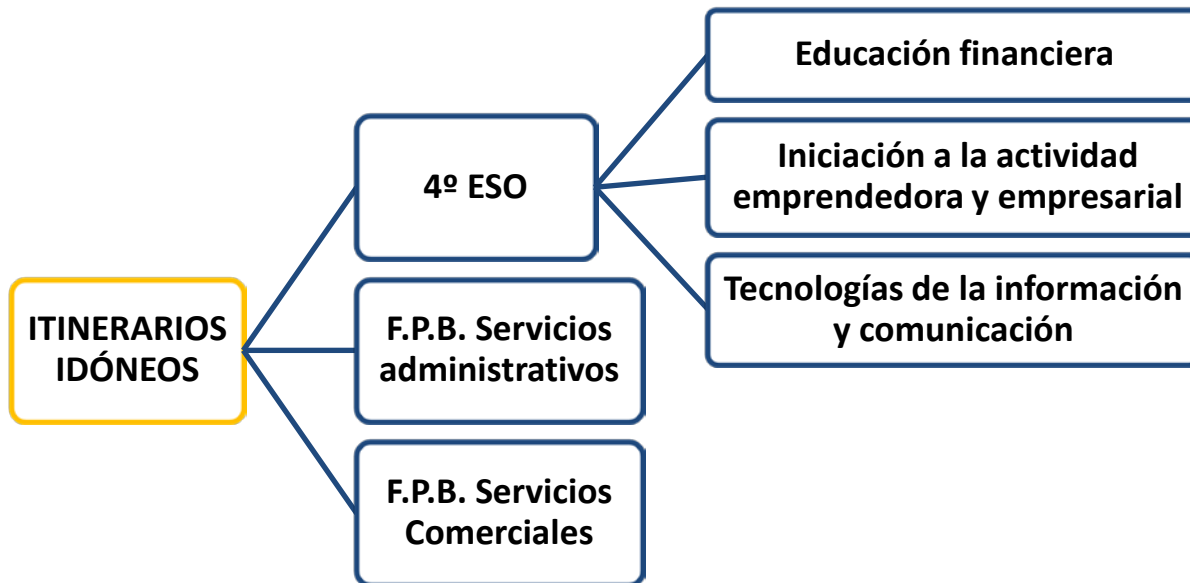 ITINERARIOS
IDÓNEOS
4º ESO
Educación financiera
Iniciación a la actividad
emprendedora y empresarial
Tecnologías de la información
y comunicación
F.P.B. Servicios
administrativos
F.P.B. Servicios
Comerciales